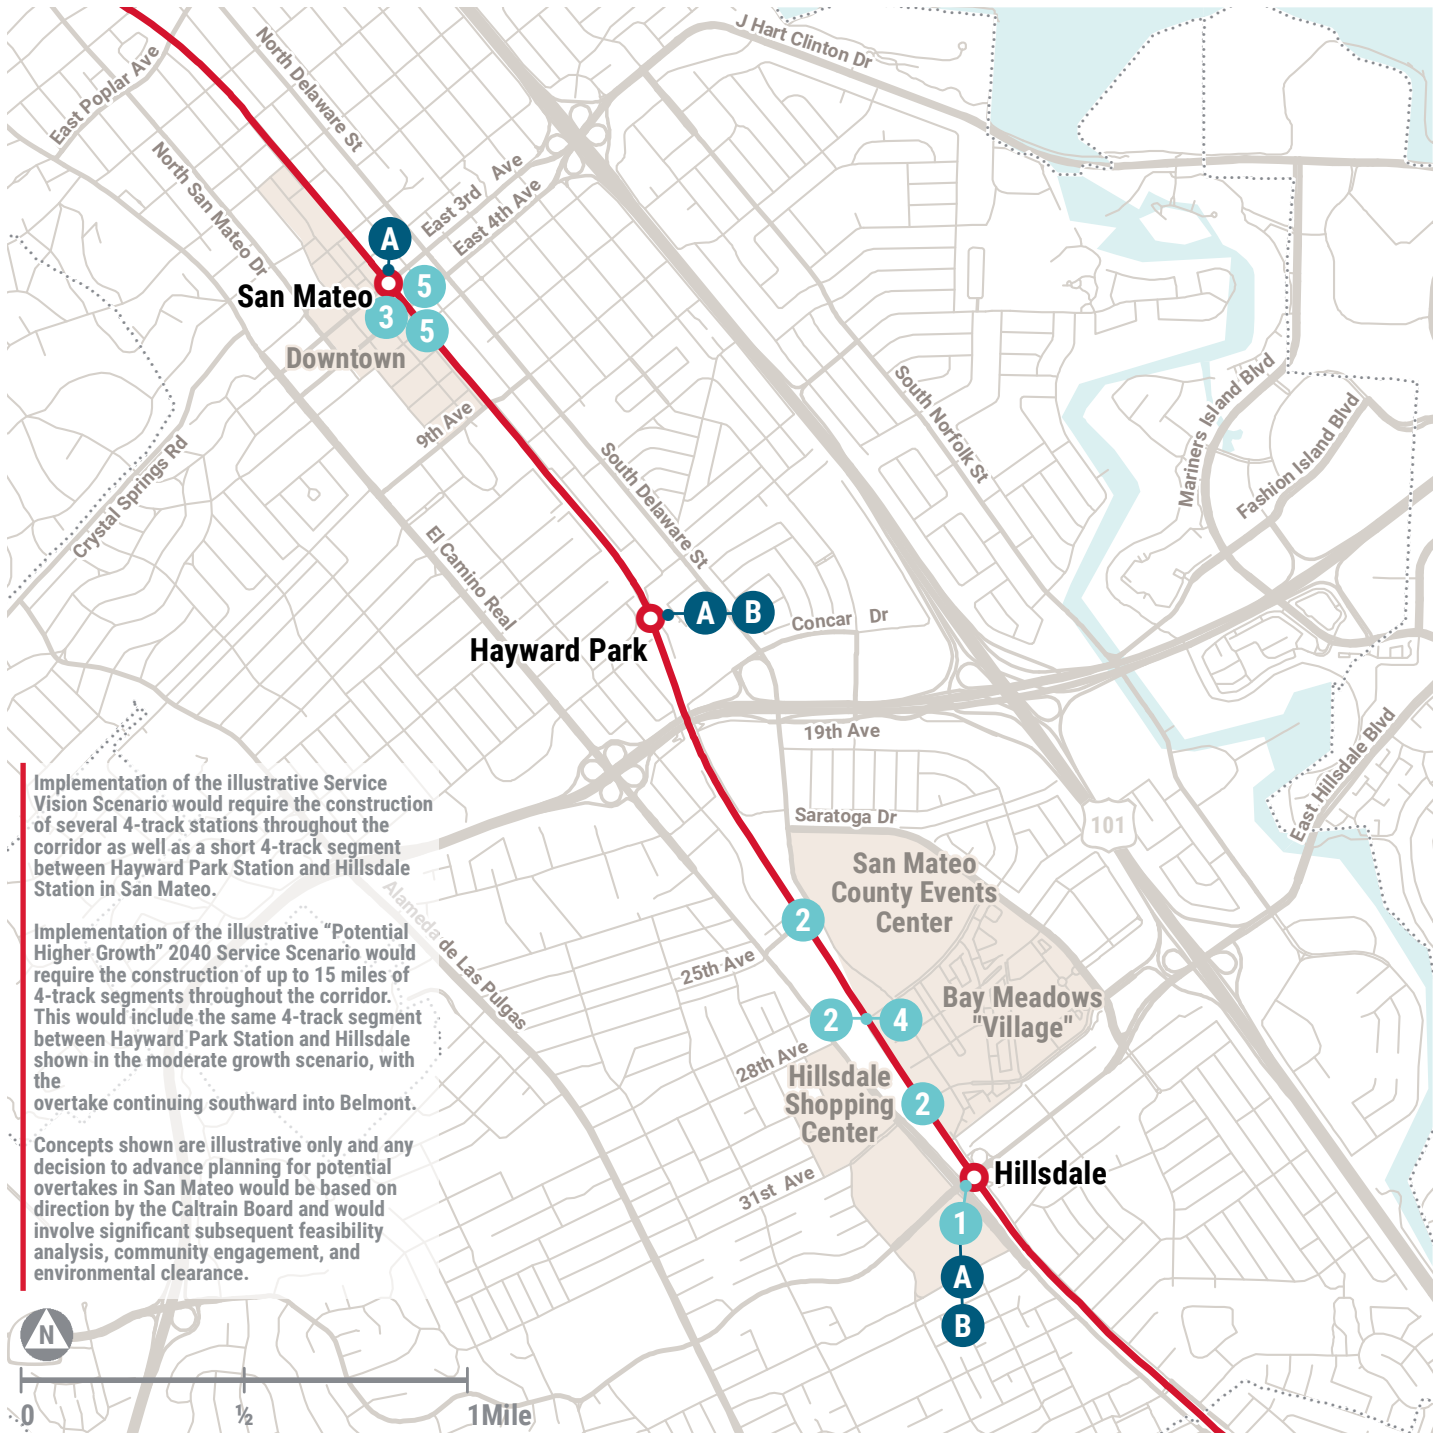 J Hart Clinton Dr
North Delaware St
East Poplar Ave
North San Mateo Dr
East 3rd Ave
East 4th Ave
A
San Mateo
5
3
5
Downtown
9th Ave
Crystal Springs Rd
South Norfolk St
Mariners Island Blvd
Fashion Island Blvd
South Delaware St
El Camino Real
A
B
Concar Dr
Hayward Park
19th Ave
East Hillsdale Blvd
Saratoga Dr
101
San Mateo
County Events
Center
2
25th Ave
Bay Meadows
"Village"
2
4
28th Ave
Hillsdale
Shopping
Center
2
31st Ave
Hillsdale
1
A
B
Alameda de Las Pulgas
Implementation of the illustrative Service
Vision Scenario would require the construction
of several 4-track stations throughout the
corridor as well as a short 4-track segment
between Hayward Park Station and Hillsdale
Station in San Mateo.
Implementation of the illustrative “Potential
Higher Growth” 2040 Service Scenario would
require the construction of up to 15 miles of
4-track segments throughout the corridor.
This would include the same 4-track segment
between Hayward Park Station and Hillsdale
shown in the moderate growth scenario, with
the
overtake continuing southward into Belmont.
Concepts shown are illustrative only and any
decision to advance planning for potential
overtakes in San Mateo would be based on
direction by the Caltrain Board and would
involve significant subsequent feasibility
analysis, community engagement, and
environmental clearance.
N
0 ½ 1Mile